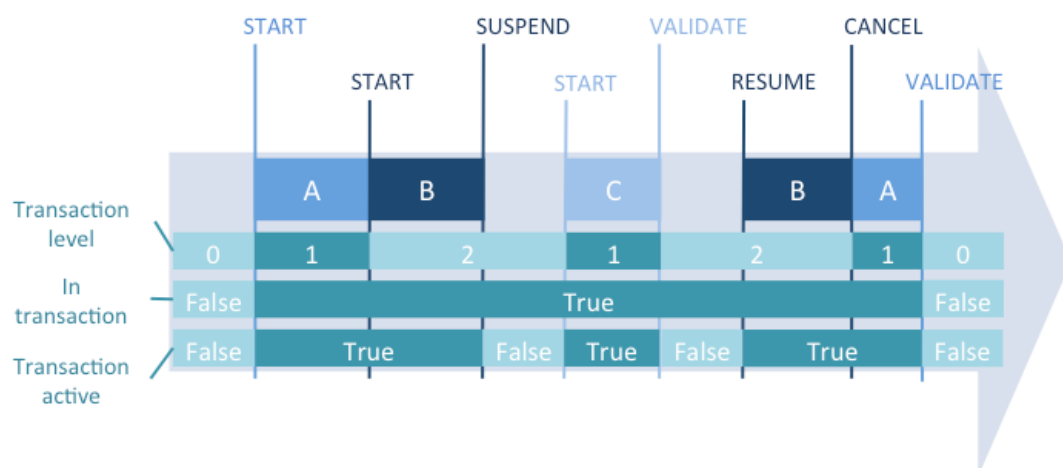 START
SUSPEND
VALIDATE
CANCEL
START
START
RESUME
VALIDATE
A
B
C
B
A
Transaction
level
0
1
2
1
2
1
0
In
transaction
False
True
False
Transaction
active
False
True
False
True
False
True
False